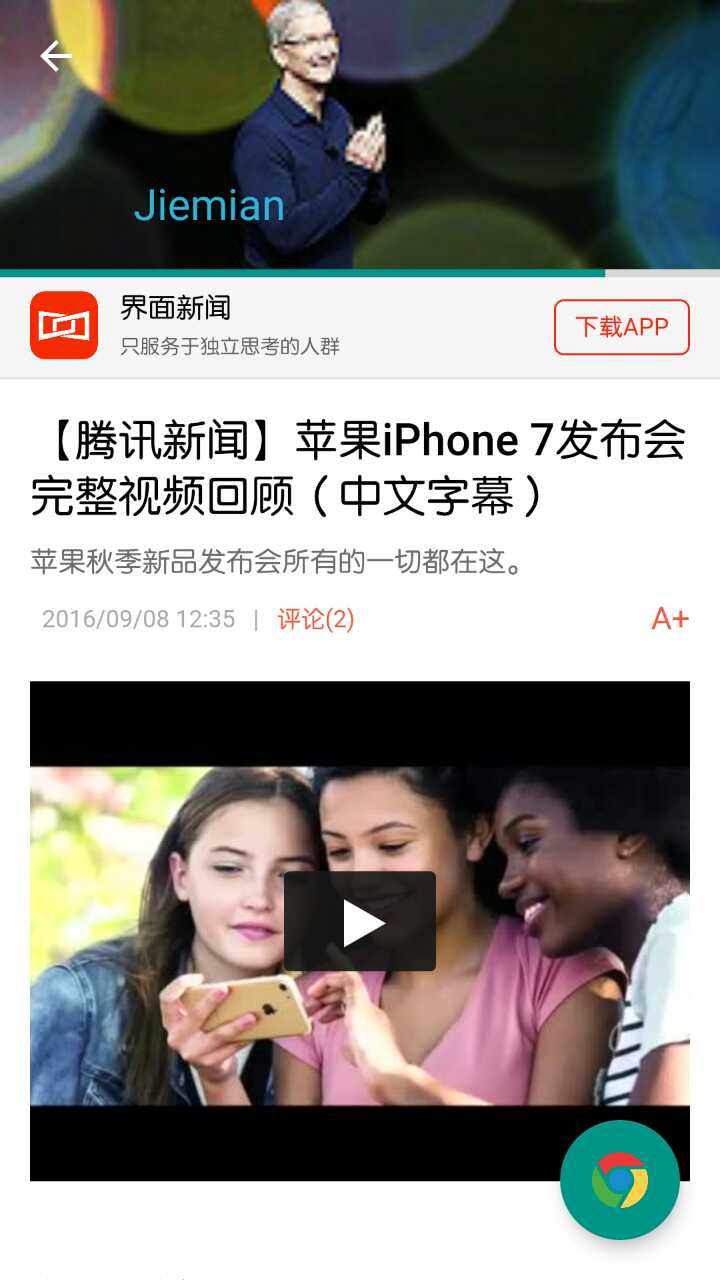 Jiemian
界面新闻
只服务于独立思考的人群
下载APP
【腾讯新闻】苹果iPhone 7发布会
完整视频回顾（中文字幕）
苹果秋季新品发布会所有的一切都在这。
2016/09/08 12:35 | 评论(2)
A+